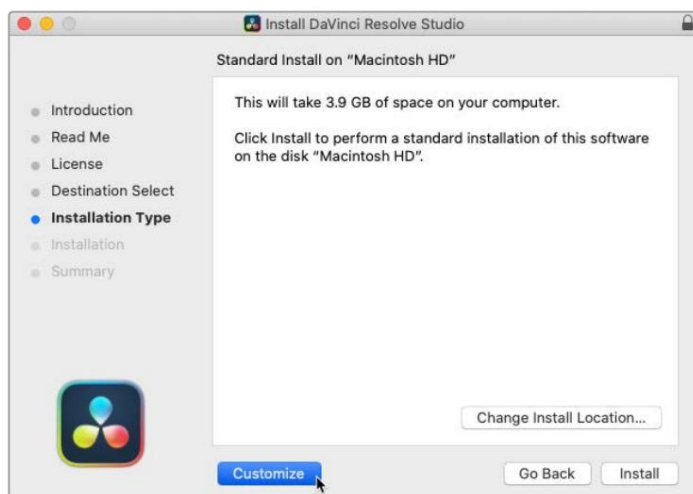 Install DaVinci Resolve Studio
Standard Install on “Macintosh HD”
Introduction
Read Me
License
Destination Select
Installation Type
Installation
Summary
This will take 3.9 GB of space on your computer.
Click Install to perform a standard installation of this software
on the disk “Macintosh HD”.
Change Install Location...
Customize
Go Back
Install